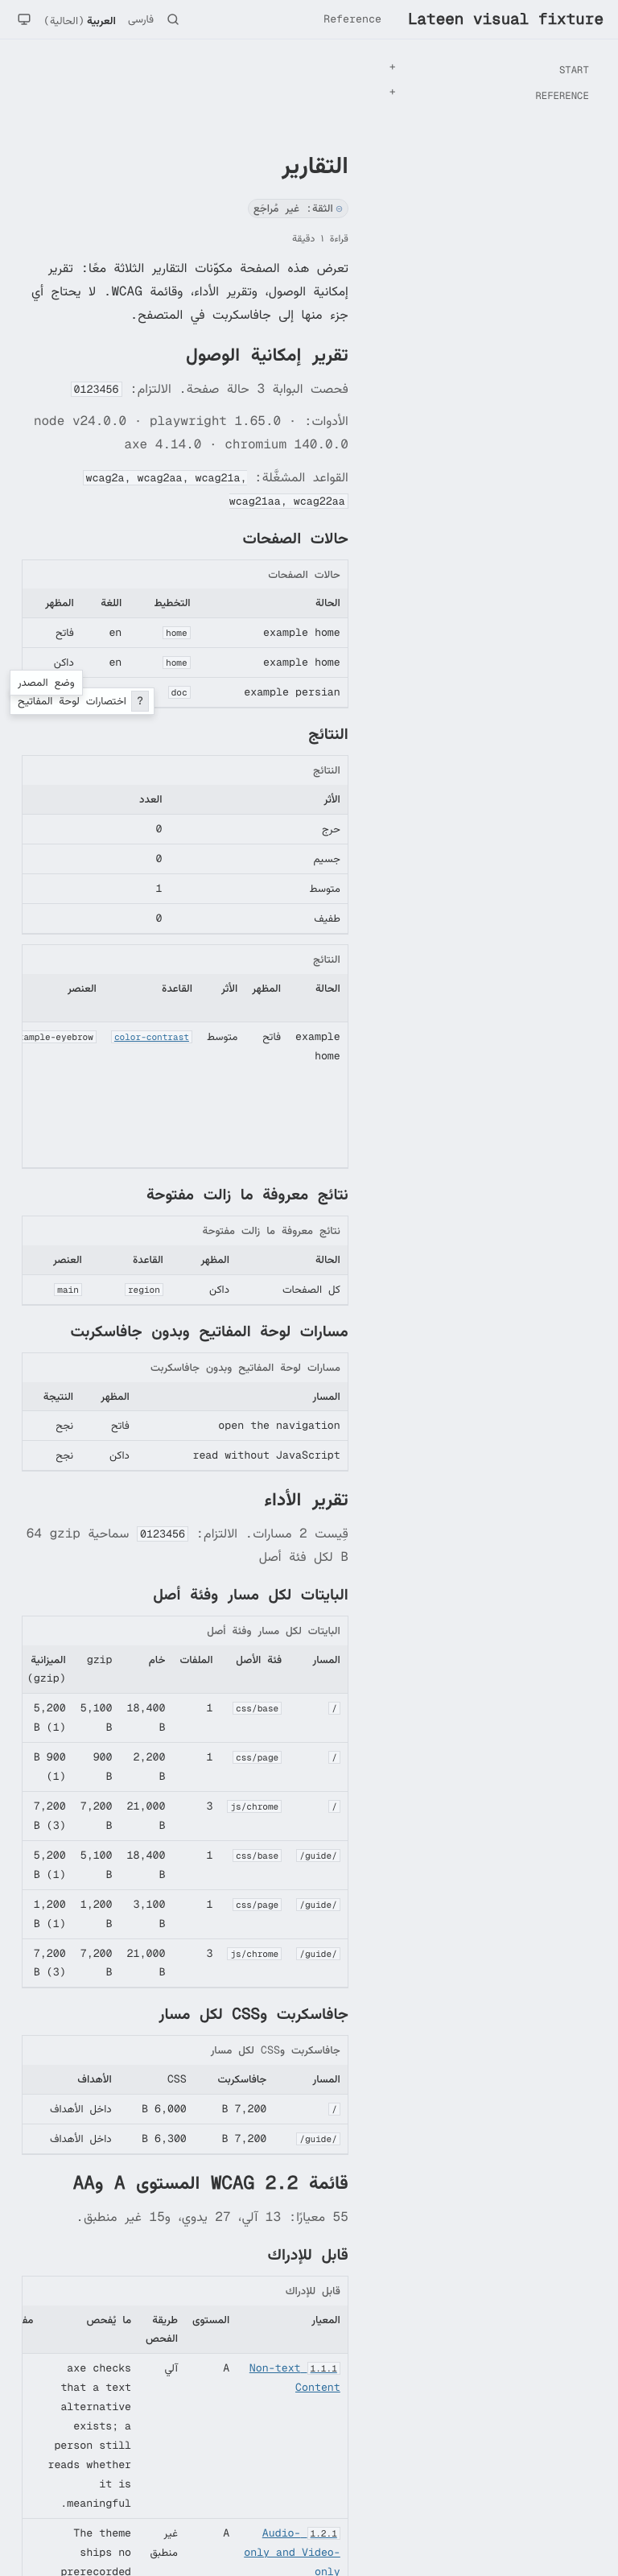 Lateen visual fixture
Reference
فارسی
العربية (الحالية)
START
+
REFERENCE
+
التقارير
الثقة: غير مُراجَع
قراءة ١ دقيقة
تعرض هذه الصفحة مكوّنات التقارير الثلاثة معًا: تقرير
إمكانية الوصول، وتقرير الأداء، وقائمة WCAG. لا يحتاج أي
جزء منها إلى جافاسكربت في المتصفح.
تقرير إمكانية الوصول
فحصت البوابة 3 حالة صفحة. الالتزام: 0123456
الأدوات: node v24.0.0 · playwright 1.65.0 ·
axe 4.14.0 · chromium 140.0.0
القواعد المشغَّلة: wcag2a, wcag2aa, wcag21a,
wcag21aa, wcag22aa
حالات الصفحات
حالات الصفحات
الحالة التخطيط اللغة المظهر
example home home en فاتح
example home home en داكن
example persian doc
وضع المصدر
? اختصارات لوحة المفاتيح
النتائج
النتائج
الأثر العدد
حرج 0
جسيم 0
متوسط 1
طفيف 0
النتائج
الحالة المظهر الأثر القاعدة العنصر
example فاتح متوسط color-contrast ample-eyebrow
home
نتائج معروفة ما زالت مفتوحة
نتائج معروفة ما زالت مفتوحة
الحالة المظهر القاعدة العنصر
كل الصفحات داكن region main
مسارات لوحة المفاتيح وبدون جافاسكربت
مسارات لوحة المفاتيح وبدون جافاسكربت
المسار المظهر النتيجة
open the navigation فاتح نجح
read without JavaScript داكن نجح
تقرير الأداء
قِيست 2 مسارات. الالتزام: 0123456 سماحية 64 gzip
B لكل فئة أصل
البايتات لكل مسار وفئة أصل
البايتات لكل مسار وفئة أصل
المسار فئة الأصل الملفات خام gzip الميزانية
(gzip)
/ css/base 1 18,400 5,100 5,200
B B B (1)
/ css/page 1 2,200 900 B 900
B B (1)
/ js/chrome 3 21,000 7,200 7,200
B B B (3)
/guide/ css/base 1 18,400 5,100 5,200
B B B (1)
/guide/ css/page 1 3,100 1,200 1,200
B B B (1)
/guide/ js/chrome 3 21,000 7,200 7,200
B B B (3)
جافاسكربت وCSS لكل مسار
جافاسكربت وCSS لكل مسار
المسار جافاسكربت CSS الأهداف
/ B 7,200 B 6,000 داخل الأهداف
/guide/ B 7,200 B 6,300 داخل الأهداف
قائمة WCAG 2.2 المستوى A وAA
55 معيارًا: 13 آلي، 27 يدوي، و15 غير منطبق.
قابل للإدراك
قابل للإدراك
المعيار المستوى طريقة ما يُفحص
الفحص
1.1.1 Non-text A آلي axe checks
Content that a text
alternative
exists; a
person still
reads whether
it is
meaningful.
1.2.1 Audio- A غير The theme
only and Video- منطبق ships no
only prerecorded